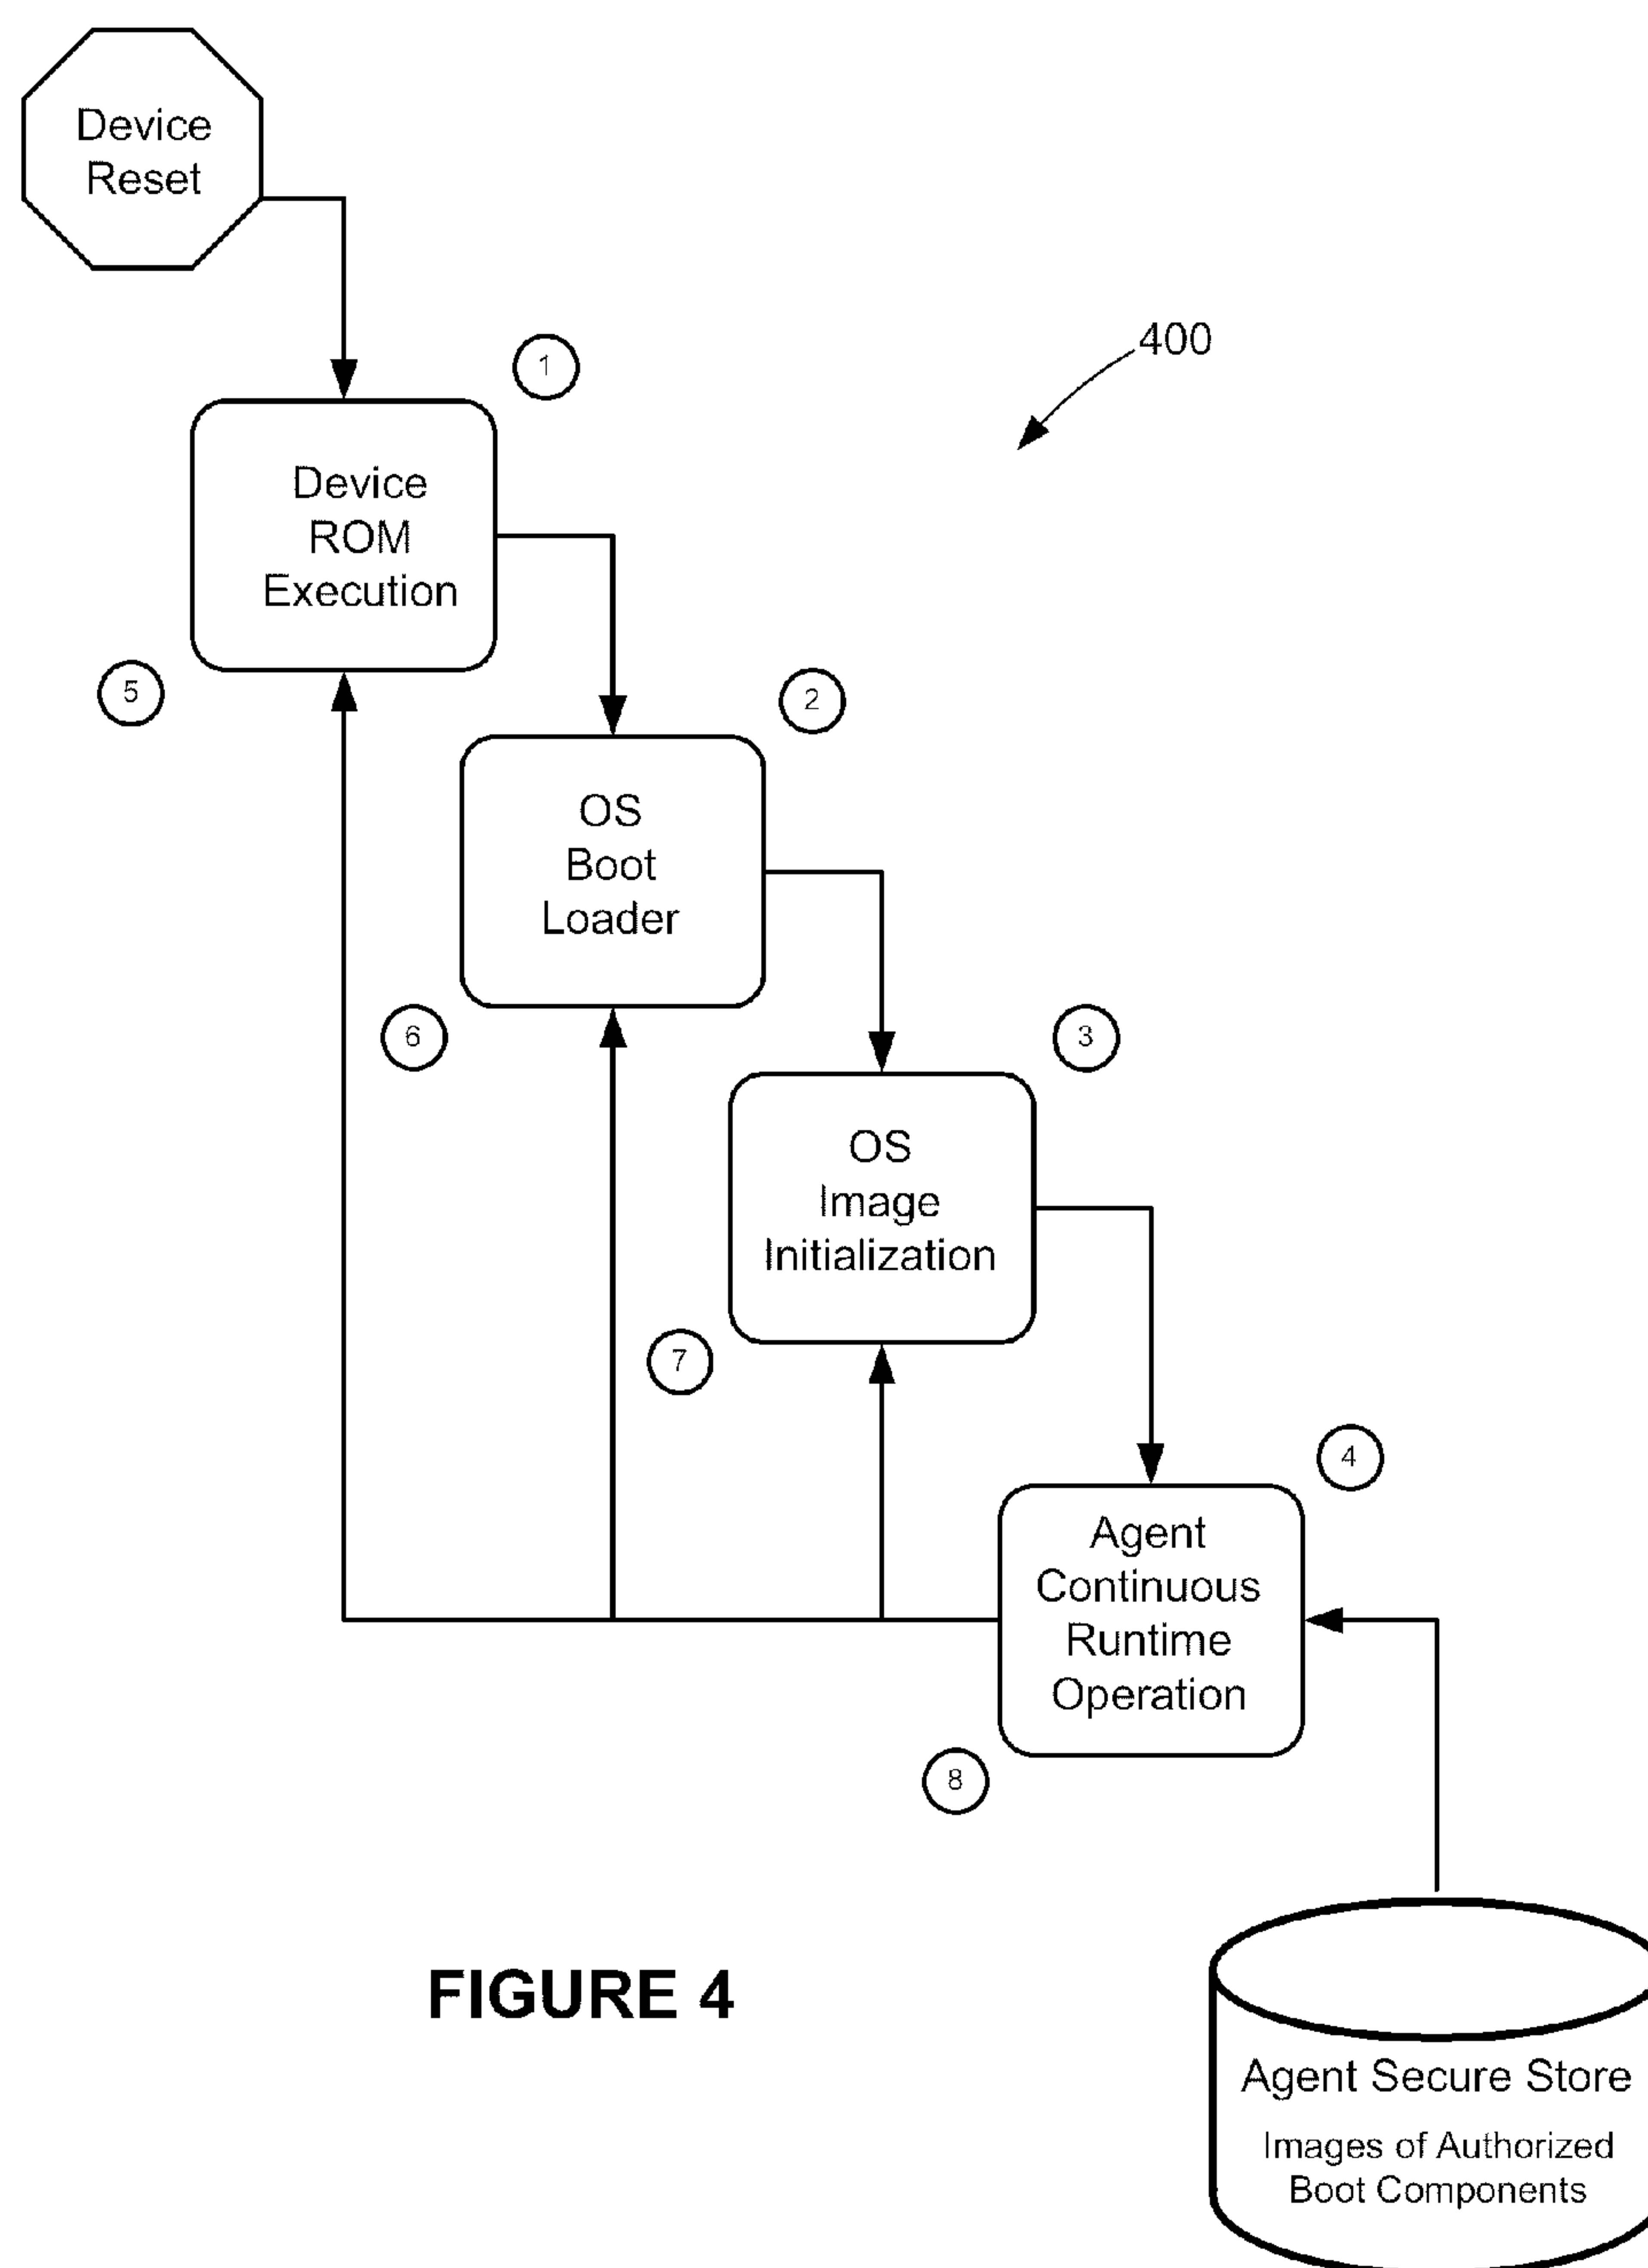 Device
Reset
400
1
Device
ROM
Execution
5
2
OS
Boot
Loader
6
3
OS
Image
Initialization
7
4
Agent
Continuous
Runtime
Operation
8
FIGURE 4
Agent Secure Store
Images of Authorized
Boot Components